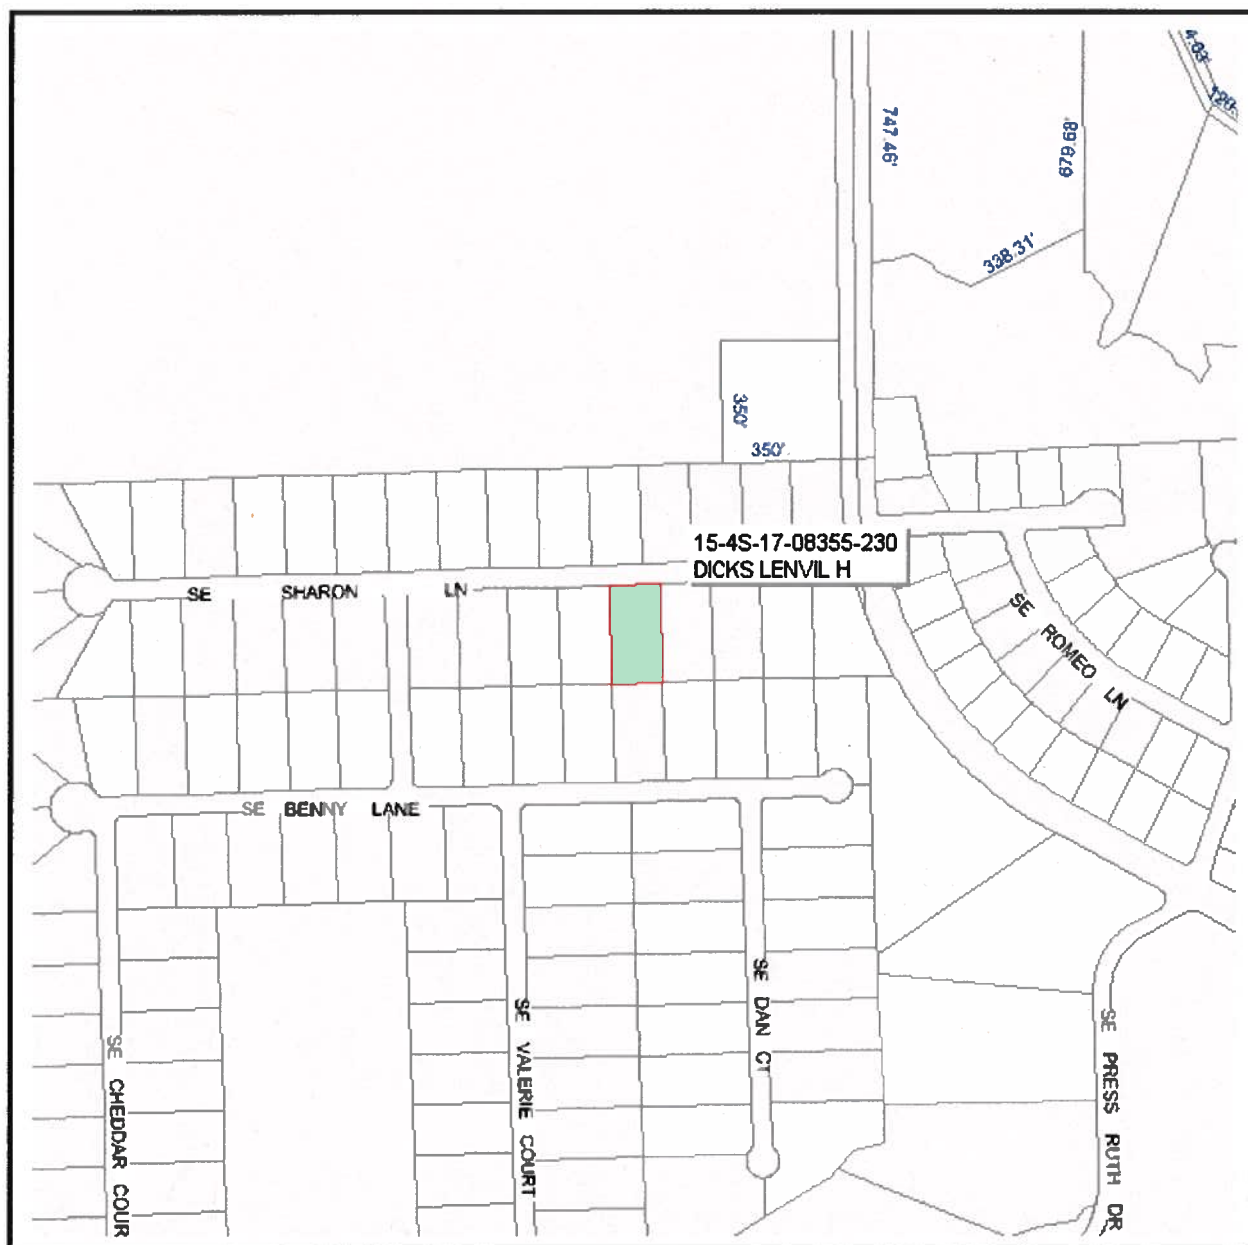 747.46'
679.68'
338.31'
350'
350'
15-4S-17-08355-230
DICKS LENVIL H
SE SHARON LN
SE ROMEO LN
SE BENNY LANE
SE DAN CT
SE VALERIE COURT
SE CHEDDAR COUR
SE PRESS RUTH DR